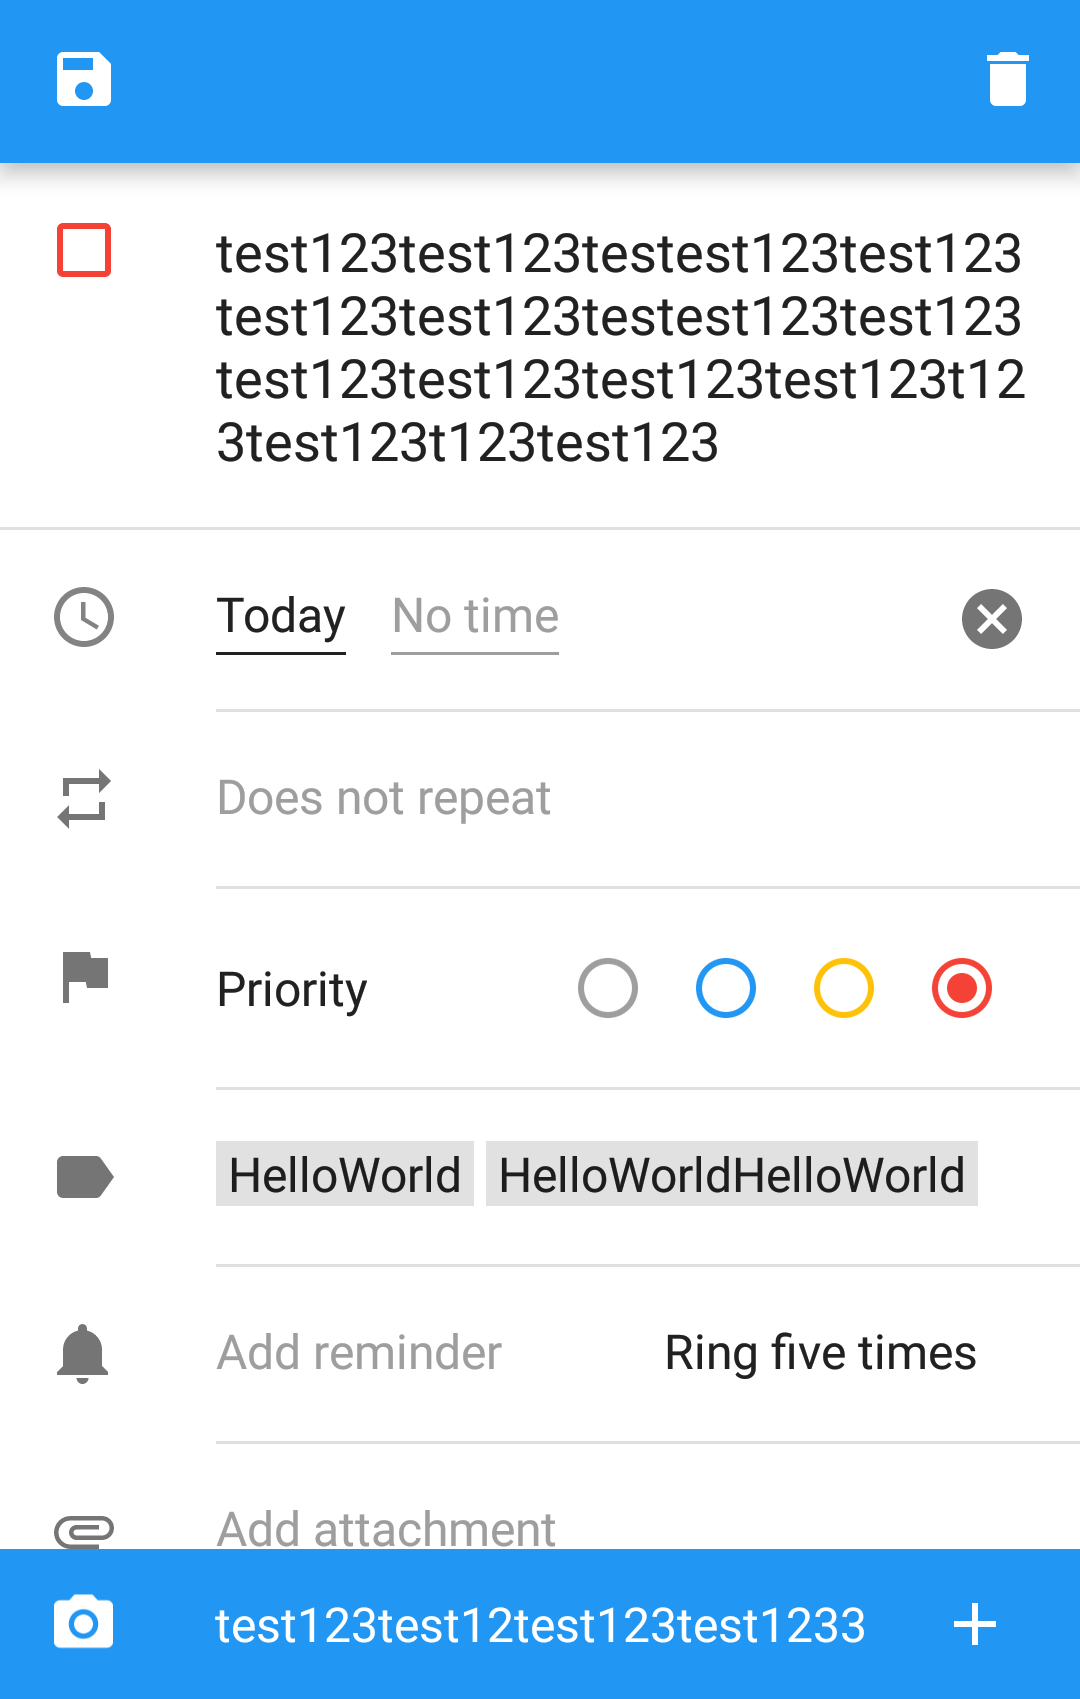 test123test123testest123test123
test123test123testest123test123
test123test123test123test123t12
3test123t123test123
Today No time
Does not repeat
Priority
HelloWorld HelloWorldHelloWorld
Add reminder Ring five times
Add attachment
test123test12test123test1233